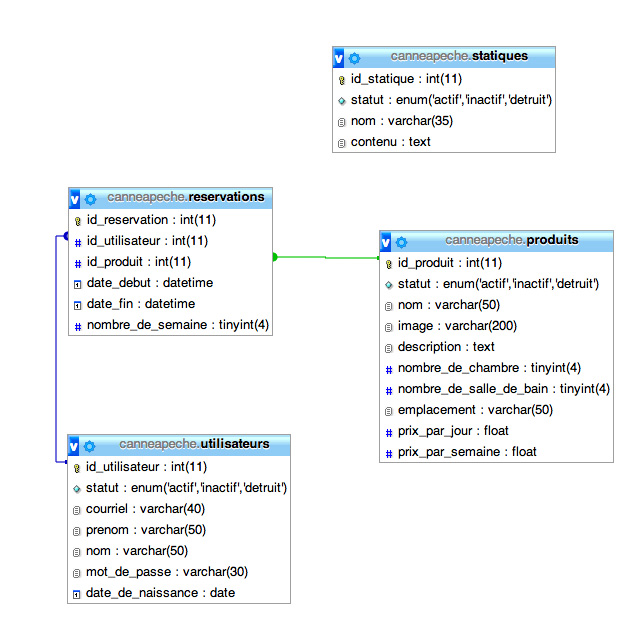 canneapeche.statiques
id_statique : int(11)
statut : enum('actif','inactif','detruit')
nom : varchar(35)
contenu : text
canneapeche.reservations
id_reservation : int(11)
id_utilisateur : int(11)
id_produit : int(11)
date_debut : datetime
date_fin : datetime
nombre_de_semaine : tinyint(4)
canneapeche.produits
id_produit : int(11)
statut : enum('actif','inactif','detruit')
nom : varchar(50)
image : varchar(200)
description : text
nombre_de_chambre : tinyint(4)
nombre_de_salle_de_bain : tinyint(4)
emplacement : varchar(50)
prix_par_jour : float
prix_par_semaine : float
canneapeche.utilisateurs
id_utilisateur : int(11)
statut : enum('actif','inactif','detruit')
courriel : varchar(40)
prenom : varchar(50)
nom : varchar(50)
mot_de_passe : varchar(30)
date_de_naissance : date